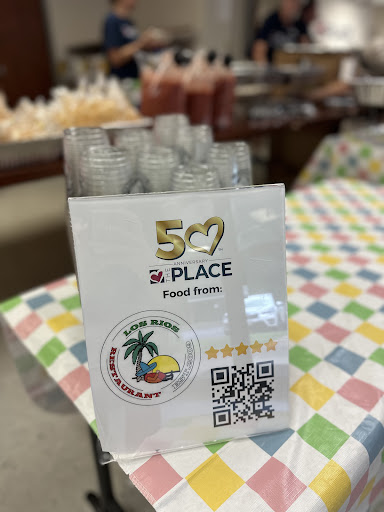 50
ANNIVERSARY
PLACE
Food from:
LOS RIOS
RESTAURANT